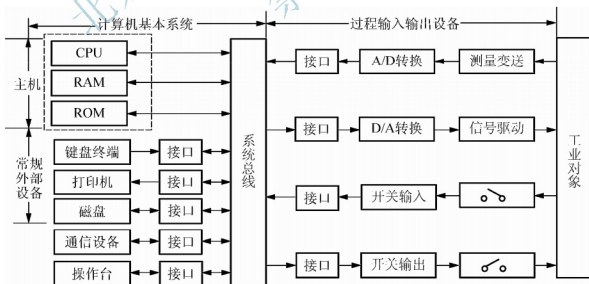 计算机基本系统
过程输入输出设备
主机
CPU
RAM
ROM
常规
外部
设备
键盘终端 接口
打印机 接口
磁盘 接口
通信设备 接口
操作台 接口
系统总线
接口 A/D转换 测量变送
接口 D/A转换 信号驱动
接口 开关输入
接口 开关输出
工业对象